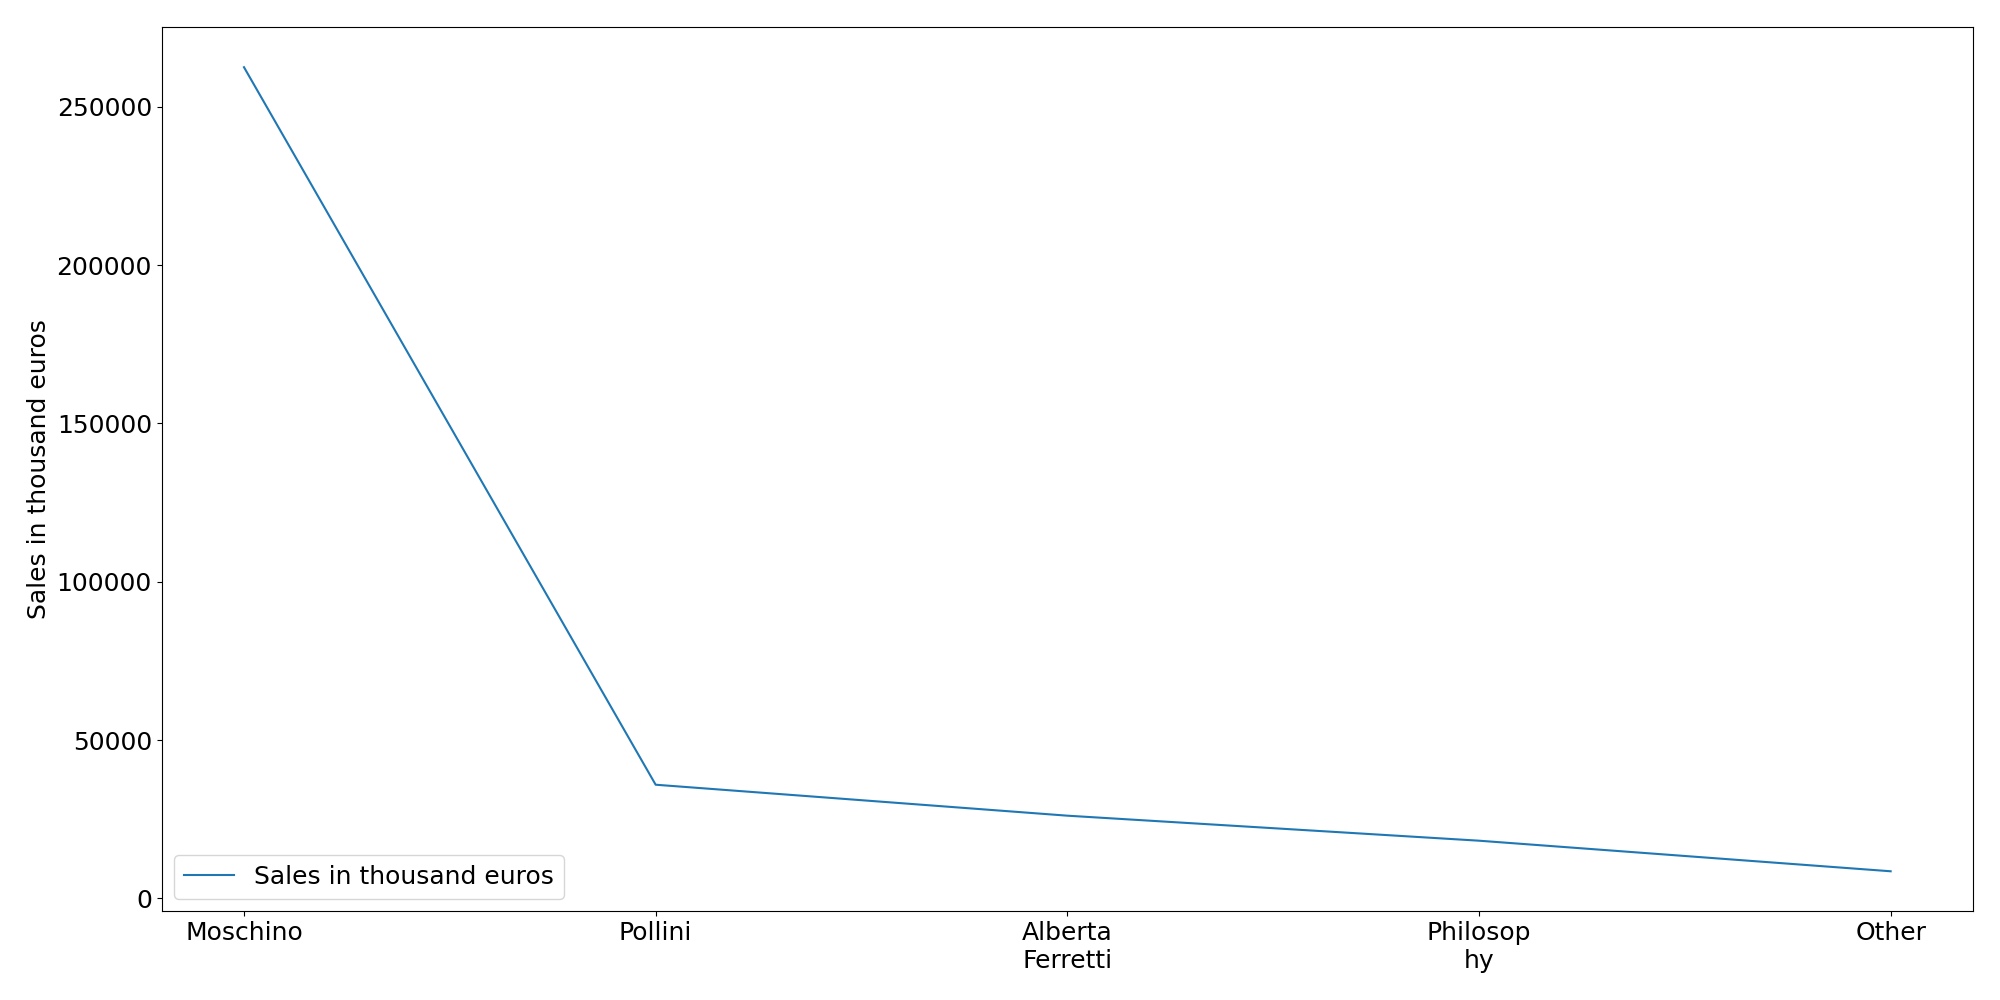 Sales in thousand euros
250000
200000
150000
100000
50000
0
Sales in thousand euros
Moschino
Pollini
Alberta
Ferretti
Philosop
hy
Other